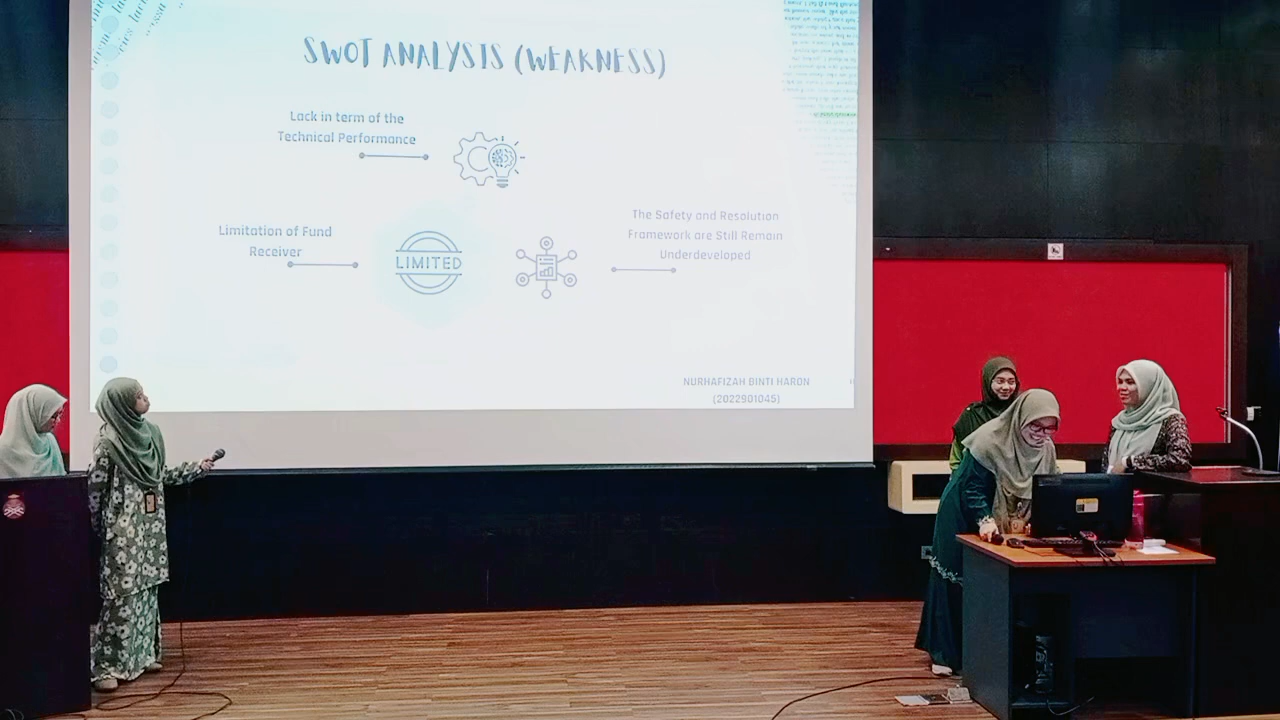 SWOT ANALYSIS (WEAKNESS)
Lack in term of the
Technical Performance
Limitation of Fund
Receiver
LIMITED
The Safety and Resolution
Framework are Still Remain
Underdeveloped
NURHAFIZAH BINTI HARON
(2022901045)